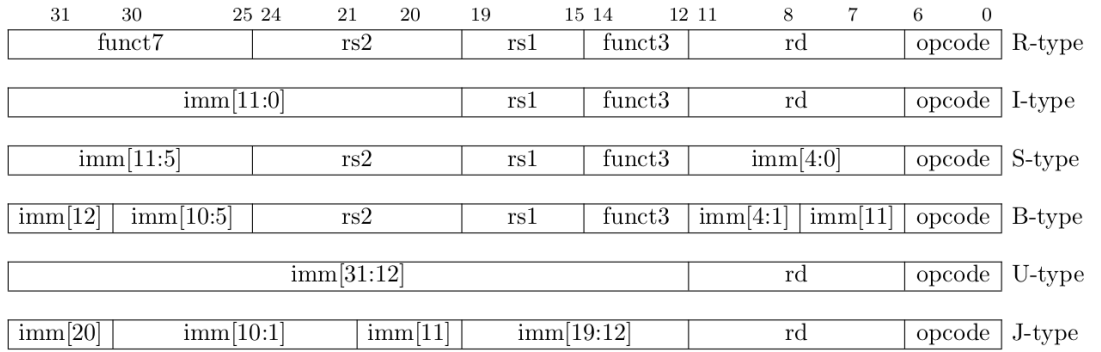 31 30 25 24 21 20 19 15 14 12 11 8 7 6 0
funct7 rs2 rs1 funct3 rd opcode R-type
imm[11:0] rs1 funct3 rd opcode I-type
imm[11:5] rs2 rs1 funct3 imm[4:0] opcode S-type
imm[12] imm[10:5] rs2 rs1 funct3 imm[4:1] imm[11] opcode B-type
imm[31:12] rd opcode U-type
imm[20] imm[10:1] imm[11] imm[19:12] rd opcode J-type